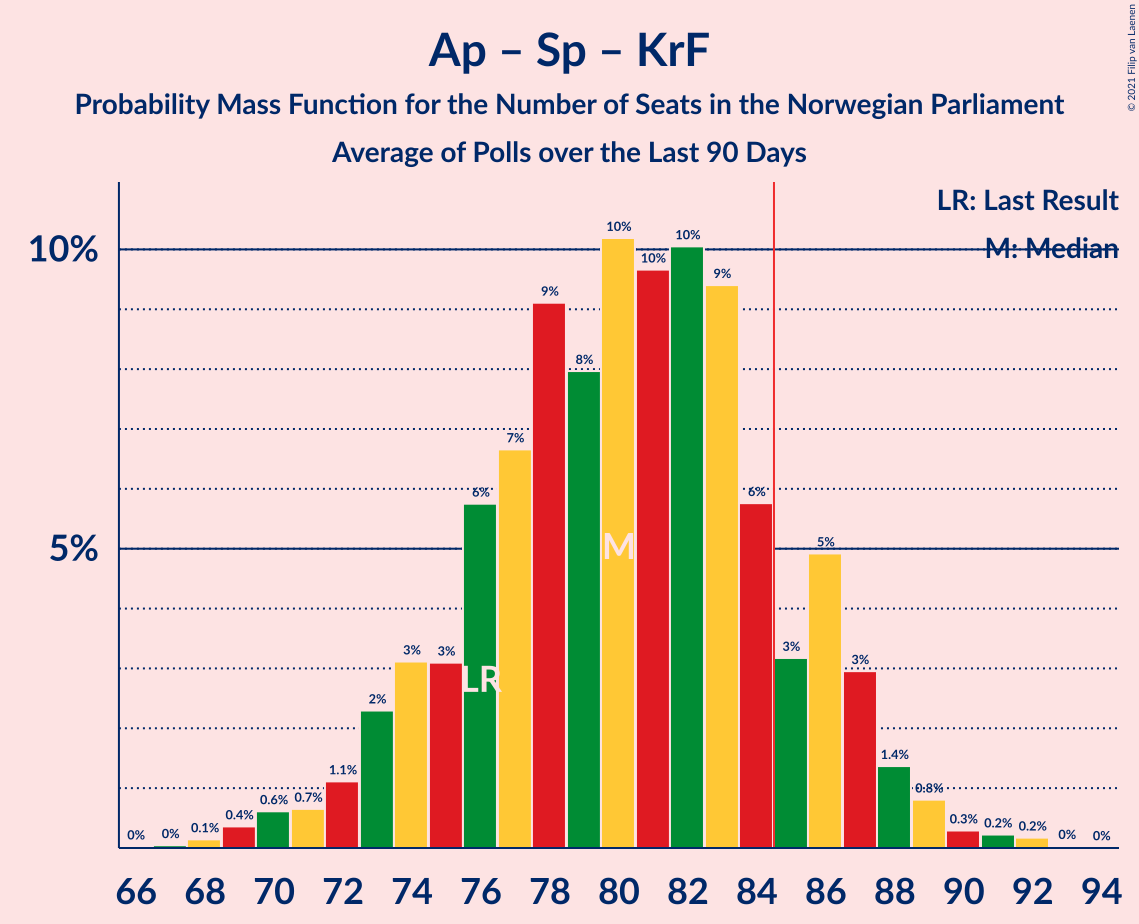 Ap – Sp – KrF
Probability Mass Function for the Number of Seats in the Norwegian Parliament
Average of Polls over the Last 90 Days
© 2021 Filip van Laenen
LR: Last Result
M: Median
10%
5%
0% 0% 0.1% 0.4% 0.6% 0.7% 1.1% 2% 3% 3% 6% 7% 9% 8% 10% 10% 10% 9% 6% 3% 5% 3% 1.4% 0.8% 0.3% 0.2% 0.2% 0% 0%
LR
M
66 68 70 72 74 76 78 80 82 84 86 88 90 92 94